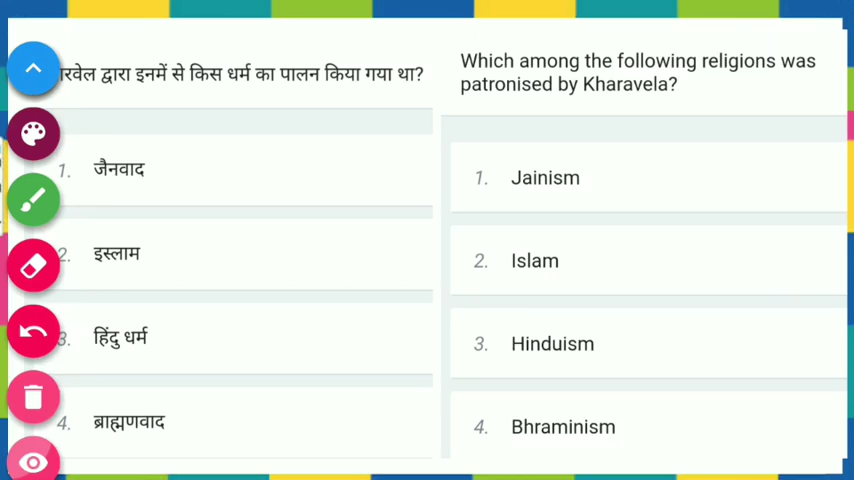 द्वारा इनमें से किस धर्म का पालन किया गया था?
1. जैनवाद
2. इस्लाम
3. हिंदु धर्म
4. ब्राह्मणवाद
Which among the following religions was
patronised by Kharavela?
1. Jainism
2. Islam
3. Hinduism
4. Bhraminism